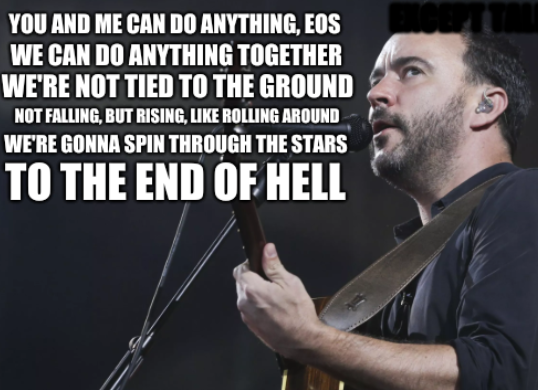 YOU AND ME CAN DO ANYTHING, EOS
WE CAN DO ANYTHING TOGETHER
WE'RE NOT TIED TO THE GROUND
NOT FALLING, BUT RISING, LIKE ROLLING AROUND
WE'RE GONNA SPIN THROUGH THE STARS
TO THE END OF HELL
EXCEPT